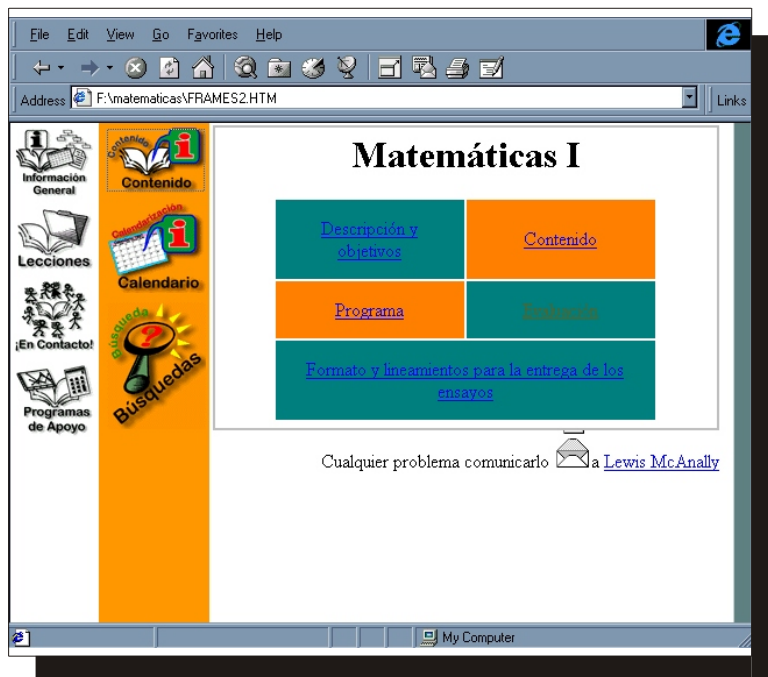 File Edit View Go Favorites Help
Address F:\matematicas\FRAMES2.HTM Links
Información
General
Lecciones
¡En Contacto!
Programas
de Apoyo
Contenido
Contenido
Calendarización
Calendario
Búsqueda
Búsquedas
Matemáticas I
Descripción y
objetivos
Contenido
Programa
Evaluación
Formato y lineamientos para la entrega de los
ensayos
Cualquier problema comunicarlo a Lewis McAnally
My Computer